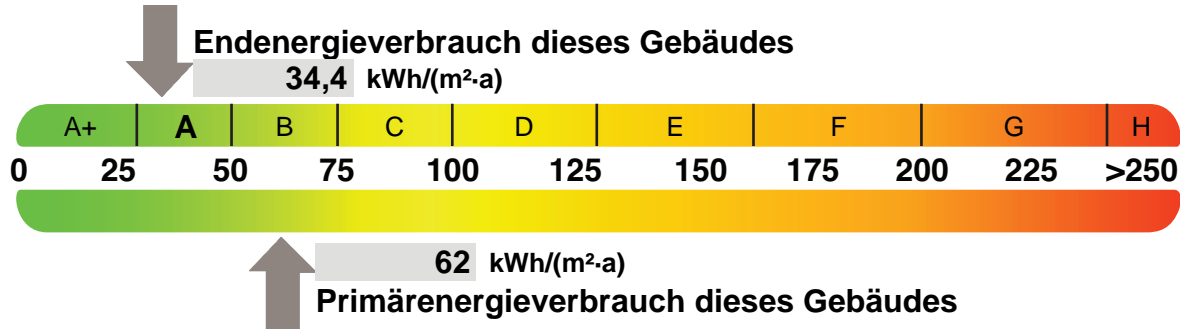 Endenergieverbrauch dieses Gebäudes
34,4 kWh/(m²·a)
A+ A B C D E F G H
0 25 50 75 100 125 150 175 200 225 >250
62 kWh/(m²·a)
Primärenergieverbrauch dieses Gebäudes